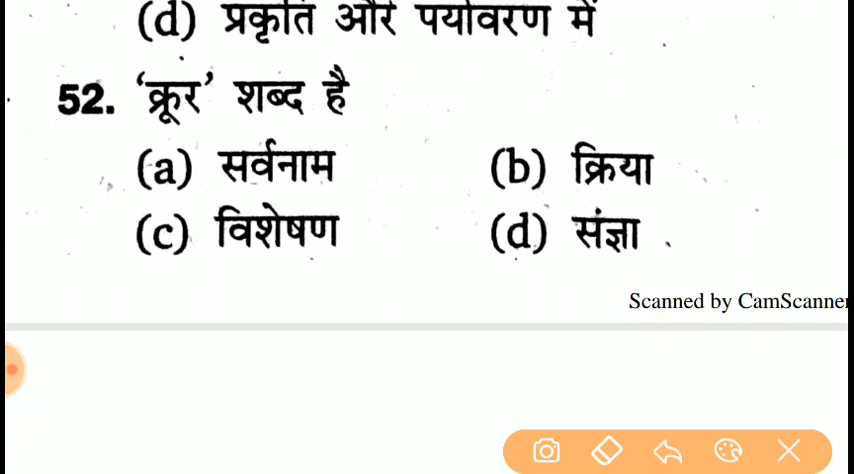 (d) प्रकृति और पर्यावरण में
52. ‘क्रूर’ शब्द है
(a) सर्वनाम (b) क्रिया
(c) विशेषण (d) संज्ञा
Scanned by CamScanner